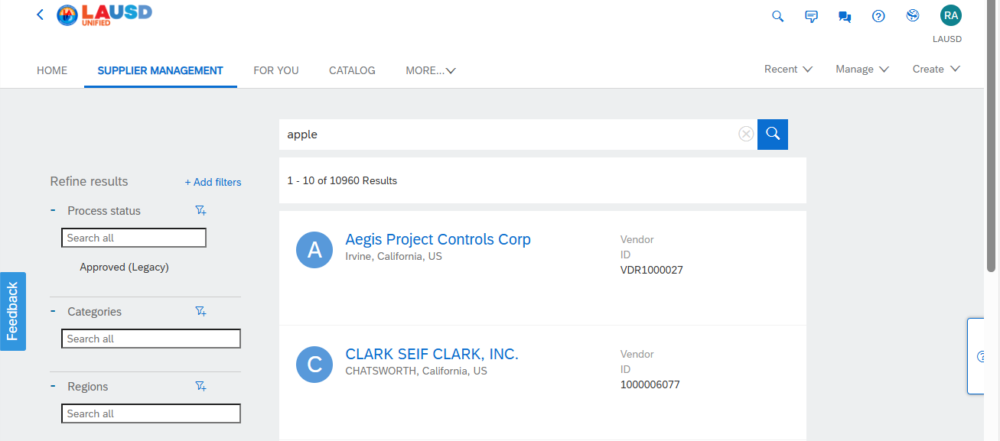 LAUSD
UNIFIED
RA
LAUSD
HOME
SUPPLIER MANAGEMENT
FOR YOU
CATALOG
MORE...
Recent
Manage
Create
apple
Refine results
+ Add filters
1 - 10 of 10960 Results
- Process status
Search all
Approved (Legacy)
- Categories
Search all
- Regions
Search all
Feedback
A
Aegis Project Controls Corp
Irvine, California, US
Vendor
ID
VDR1000027
C
CLARK SEIF CLARK, INC.
CHATSWORTH, California, US
Vendor
ID
1000006077